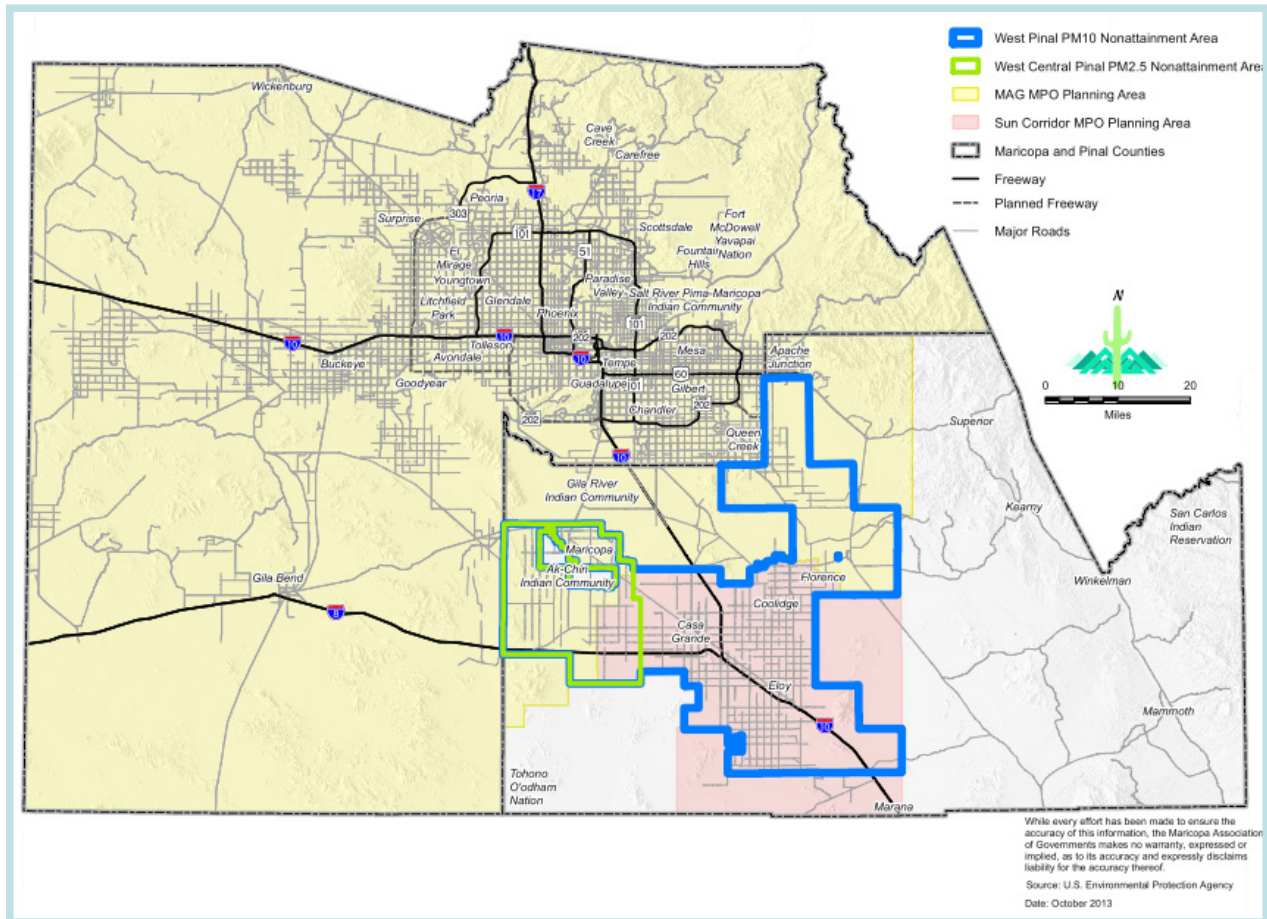 West Pinal PM10 Nonattainment Area
West Central Pinal PM2.5 Nonattainment Area
MAG MPO Planning Area
Sun Corridor MPO Planning Area
Maricopa and Pinal Counties
Freeway
Planned Freeway
Major Roads
N
0 10 20
Miles
Wickenburg
Cave
Creek
Carefree
17
Peoria
303
Surprise
101
51
Scottsdale
Fort
McDowell
Yavapai
Nation
Fountain
Hills
El
Mirage
Youngtown
Paradise
Valley
Litchfield
Park
Glendale
Phoenix
Salt River Pima-Maricopa
Indian Community
101
10
10
Tolleson
202
202
Mesa
Apache
Junction
Buckeye
Avondale
10
Tempe
60
Goodyear
Guadalupe
101
Gilbert
Chandler
202
202
Queen
Creek
Superior
10
Gila River
Indian Community
Kearny
San Carlos
Indian
Reservation
Maricopa
Ak-Chin
Indian Community
Gila Bend
Florence
Winkelman
8
Coolidge
Casa
Grande
Eloy
10
Mammoth
Tohono
O'odham
Nation
Marana
While every effort has been made to ensure the
accuracy of this information, the Maricopa Association
of Governments makes no warranty, expressed or
implied, as to its accuracy and expressly disclaims
liability for the accuracy thereof.
Source: U.S. Environmental Protection Agency
Date: October 2013